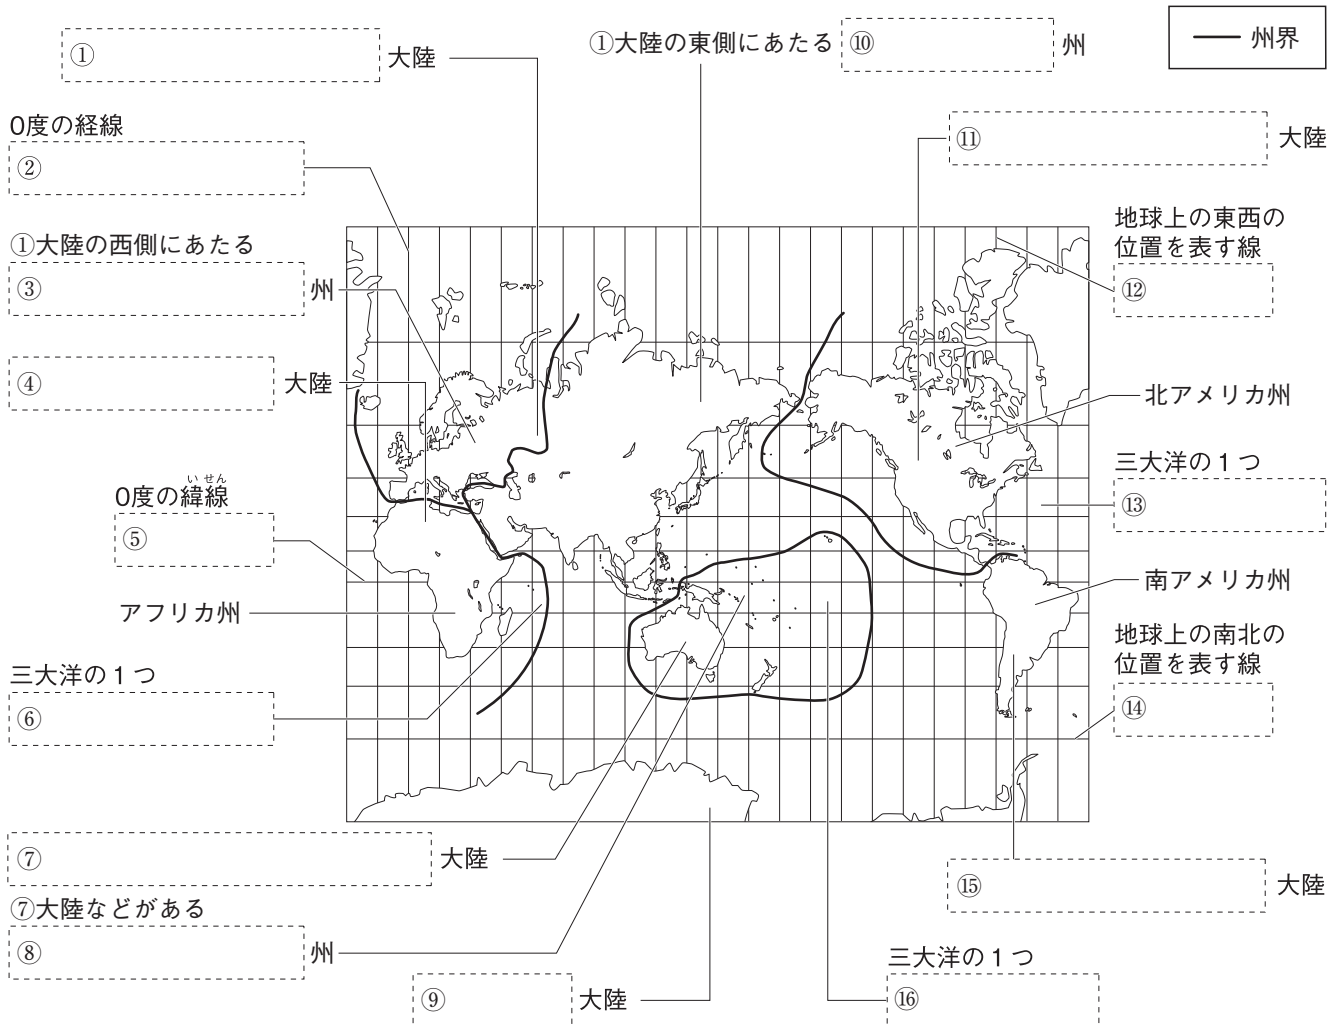 ① 大陸
①大陸の東側にあたる ⑩ 州
州界
0度の経線
②
⑪ 大陸
①大陸の西側にあたる
③ 州
地球上の東西の
位置を表す線
⑫
④ 大陸
北アメリカ州
三大洋の1つ
⑬
い せん
0度の緯線
⑤
アフリカ州
南アメリカ州
三大洋の1つ
⑥
地球上の南北の
位置を表す線
⑭
⑦ 大陸
⑦大陸などがある
⑧ 州
⑨ 大陸
⑮ 大陸
三大洋の1つ
⑯